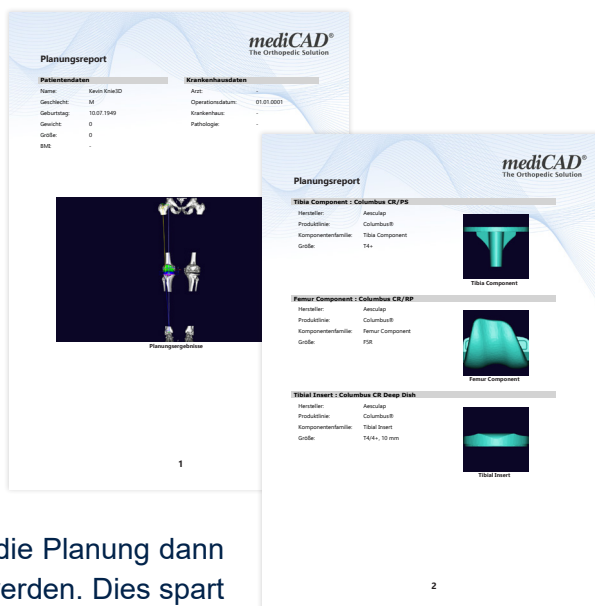 mediCAD®
The Orthopedic Solution
Planungsreport
Patientendaten
Name: Kevin Knie3D
Geschlecht: M
Geburtstag: 10.07.1949
Gewicht: 0
Größe: 0
BMI: -
Krankenhausdaten
Arzt: -
Operationsdatum: 01.01.0001
Krankenhaus: -
Pathologie: -
Planungsergebnisse
1
mediCAD®
The Orthopedic Solution
Planungsreport
Tibia Component : Columbus CR/PS
Hersteller: Aesculap
Produktlinie: Columbus®
Komponentenfamilie: Tibia Component
Größe: T4+
Tibia Component
Femur Component : Columbus CR/RP
Hersteller: Aesculap
Produktlinie: Columbus®
Komponentenfamilie: Femur Component
Größe: F5R
Femur Component
Tibial Insert : Columbus CR Deep Dish
Hersteller: Aesculap
Produktlinie: Columbus®
Komponentenfamilie: Tibial Insert
Größe: T4/4+, 10 mm
Tibial Insert
2
die Planung dann
erden. Dies spart